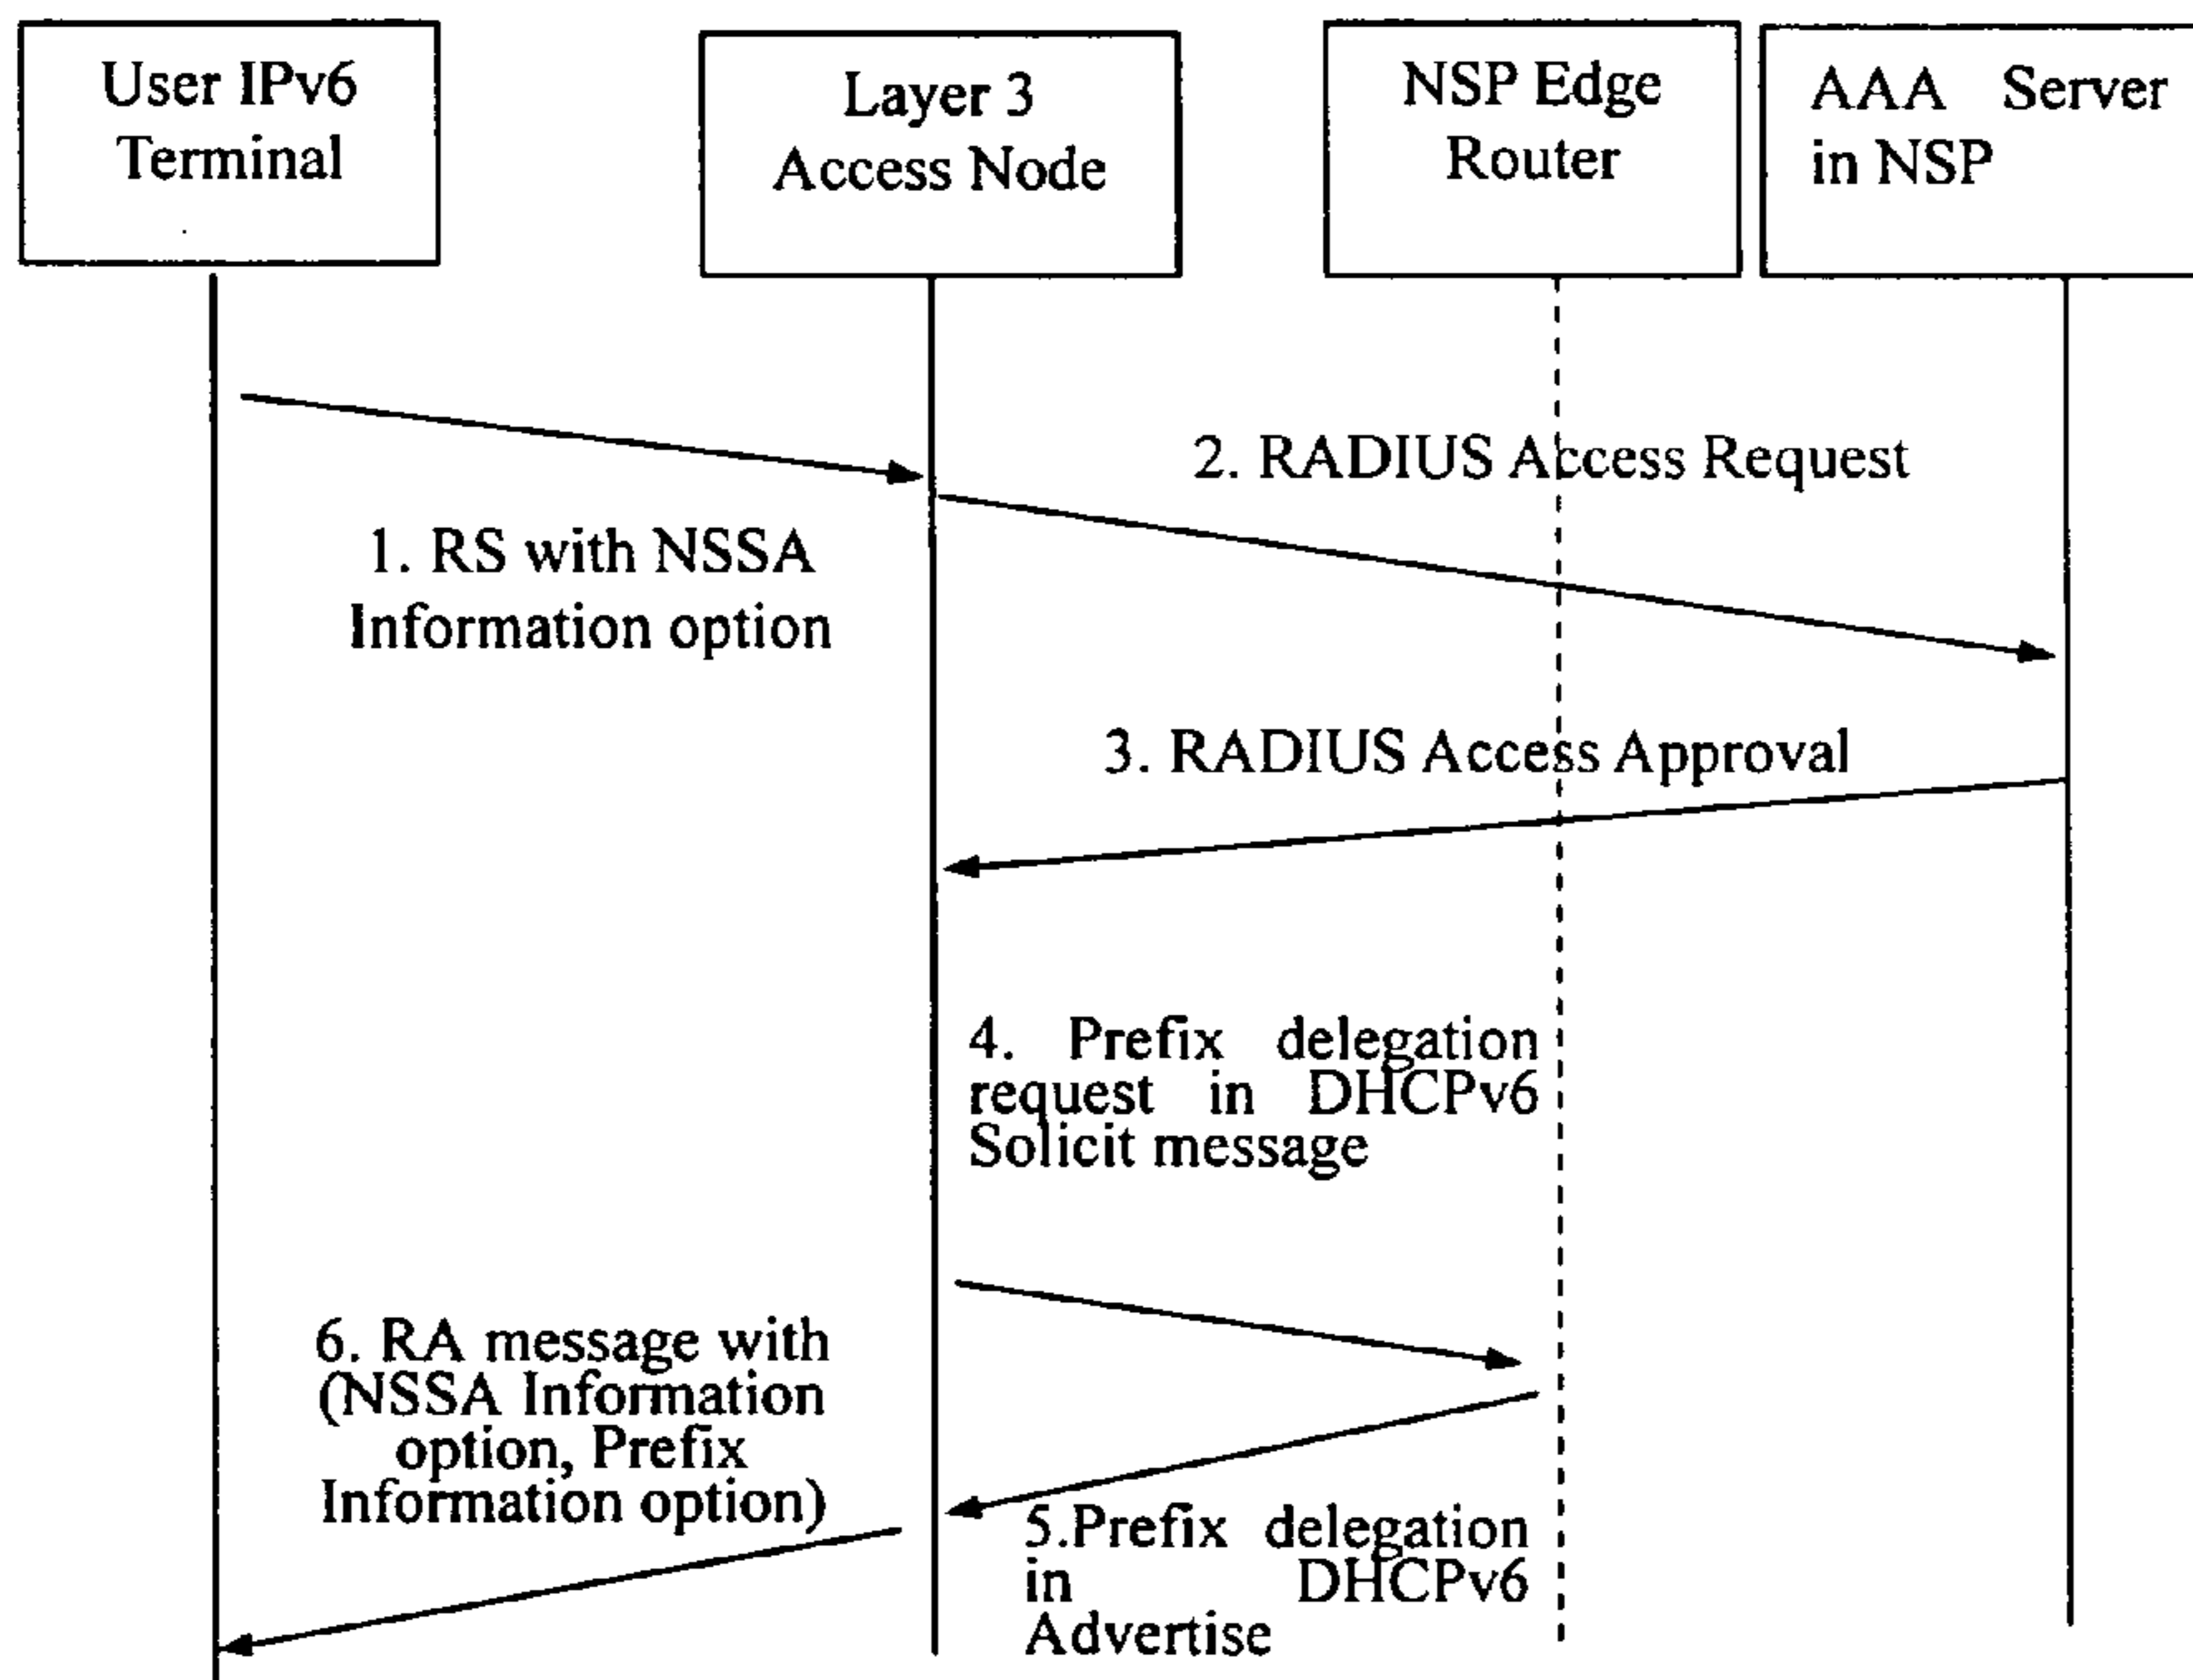 User IPv6
Terminal
Layer 3
Access Node
NSP Edge
Router
AAA Server
in NSP
2. RADIUS Access Request
1. RS with NSSA
Information option
3. RADIUS Access Approval
4. Prefix delegation
request in DHCPv6
Solicit message
6. RA message with
(NSSA Information
option, Prefix
Information option)
5.Prefix delegation
in DHCPv6
Advertise